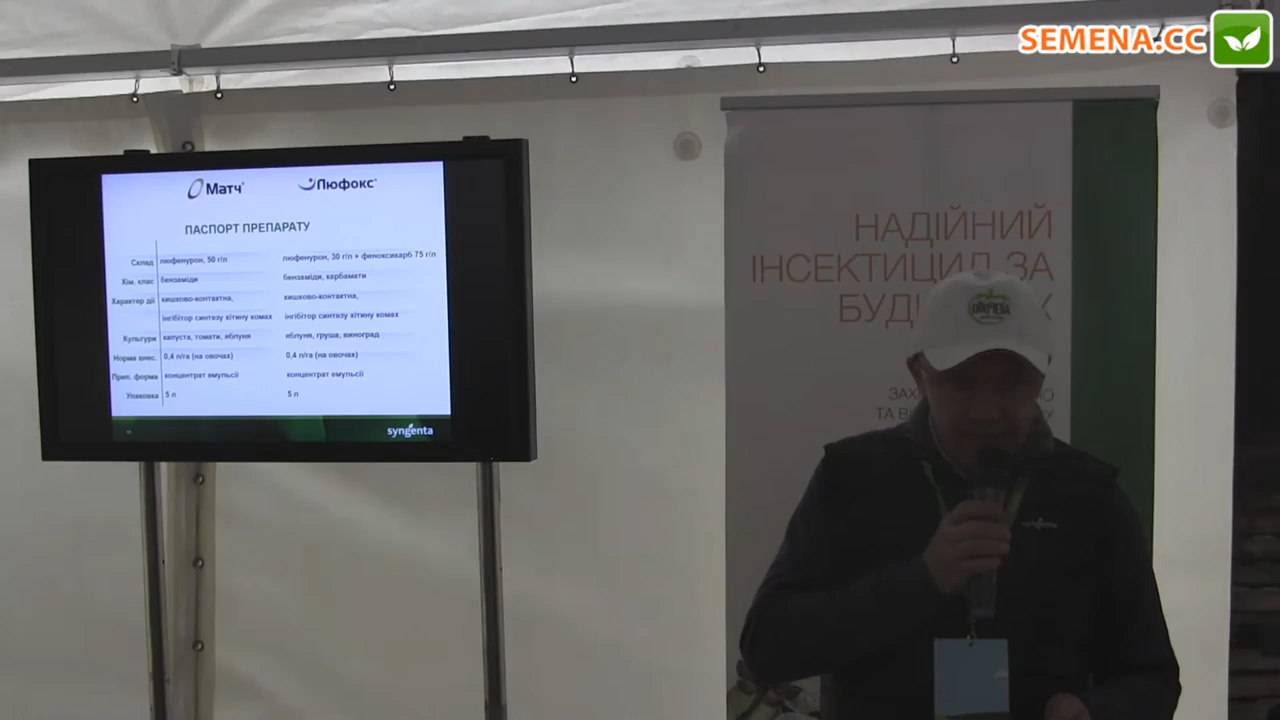 SEMENA.CC
Матч®
Люфокс®
ПАСПОРТ ПРЕПАРАТУ
Склад люфенурон, 50 г/л люфенурон, 30 г/л + феноксикарб 75 г/л
Хім. клас бензаміди бензаміди, карбамати
Характер дії кишково-контактна, кишково-контактна,
інгібітор синтезу хітину комах інгібітор синтезу хітину комах
Культури капуста, томати, яблуня яблуня, груша, виноград
Норма внес. 0,4 л/га (на овочах) 0,4 л/га (на овочах)
Преп. форма концентрат емульсії концентрат емульсії
Упаковка 5 л 5 л
syngenta
НАДІЙНИЙ
ІНСЕКТИЦИД ЗА
syngenta